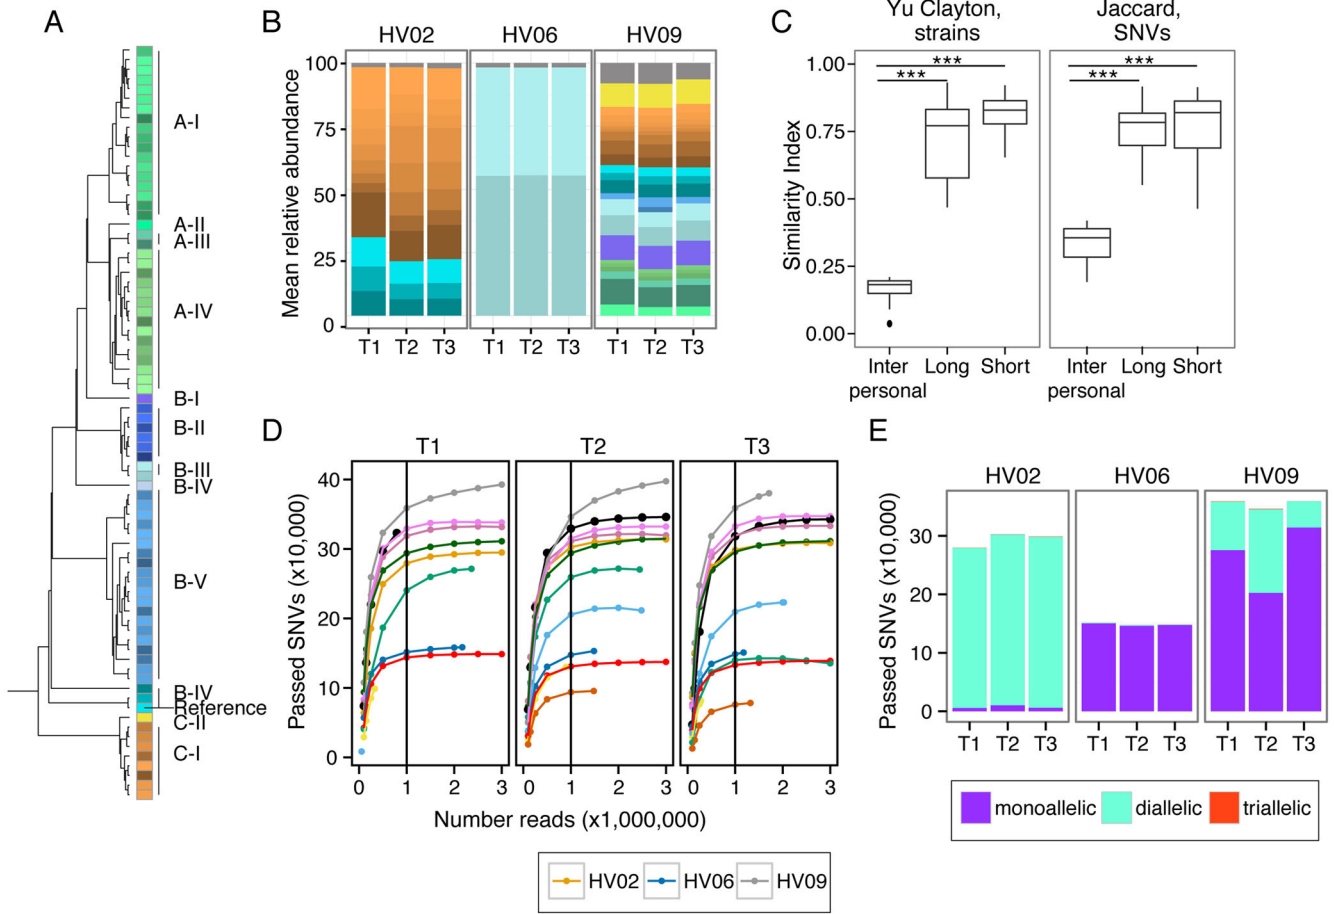 A
A-I
A-II
A-III
A-IV
B-I
B-II
B-III
B-IV
B-V
B-IV
Reference
C-II
C-I
B
HV02 HV06 HV09
Mean relative abundance
100
75
50
25
0
T1 T2 T3 T1 T2 T3 T1 T2 T3
C
Yu Clayton, strains
Jaccard, SNVs
Similarity Index
1.00
0.75
0.50
0.25
0.00
*** ***
*** ***
Inter personal Long Short
Inter personal Long Short
D
T1 T2 T3
Passed SNVs (x10,000)
40
30
20
10
0
0 1 2 3 0 1 2 3 0 1 2 3
Number reads (x1,000,000)
HV02 HV06 HV09
E
HV02 HV06 HV09
Passed SNVs (x10,000)
30
20
10
0
T1 T2 T3 T1 T2 T3 T1 T2 T3
monoallelic diallelic triallelic